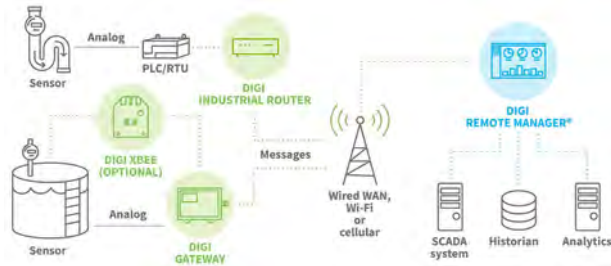 Analog
Sensor
PLC/RTU
DIGI
INDUSTRIAL ROUTER
DIGI XBEE
(OPTIONAL)
Messages
Analog
Sensor
DIGI
GATEWAY
Wired WAN,
Wi-Fi
or
cellular
DIGI
REMOTE MANAGER®
SCADA
system
Historian
Analytics